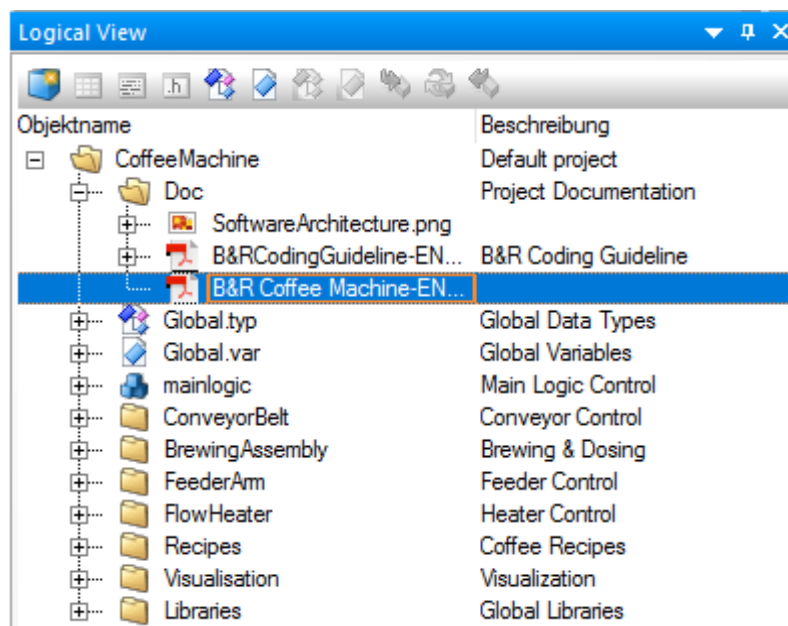 Logical View
.h
Objektname Beschreibung
CoffeeMachine Default project
Doc Project Documentation
SoftwareArchitecture.png
B&RCodingGuideline-EN... B&R Coding Guideline
B&R Coffee Machine-EN...
Global.typ Global Data Types
Global.var Global Variables
mainlogic Main Logic Control
ConveyorBelt Conveyor Control
BrewingAssembly Brewing & Dosing
FeederArm Feeder Control
FlowHeater Heater Control
Recipes Coffee Recipes
Visualisation Visualization
Libraries Global Libraries